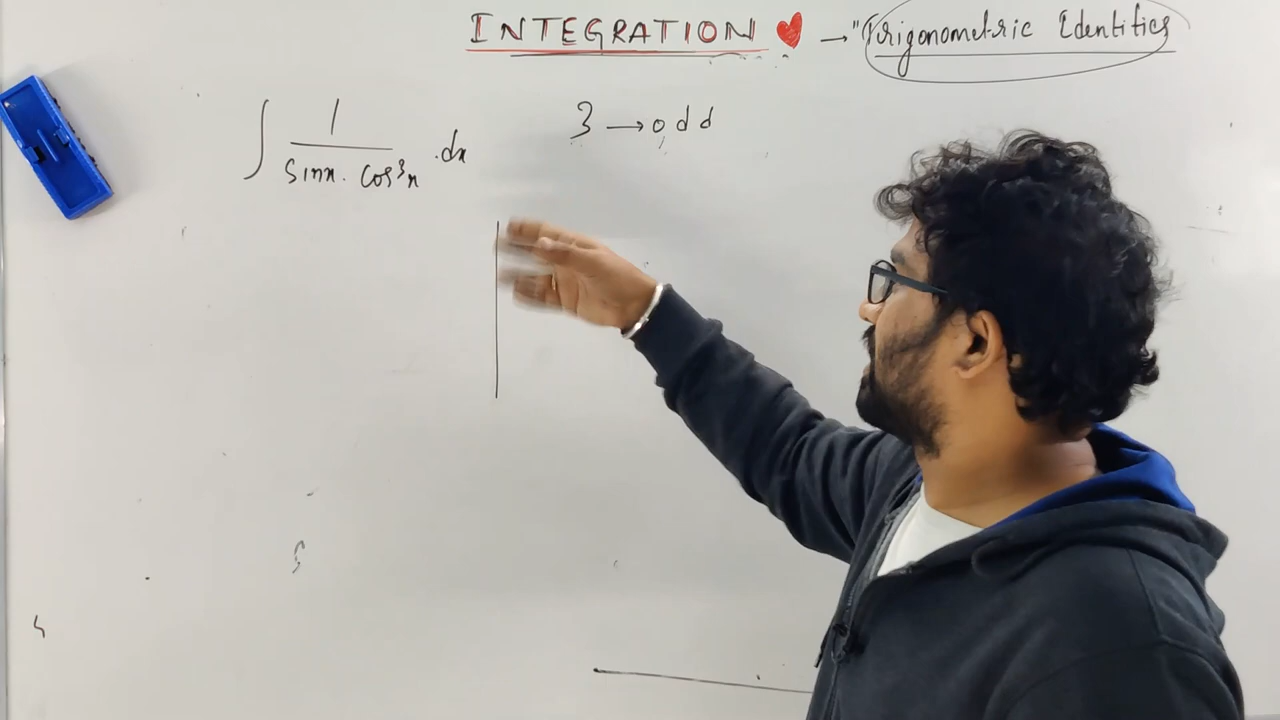 INTEGRATION ❤ → "Trigonometric Identities
∫ 1 / sinx. cos³x .dx
3 → odd